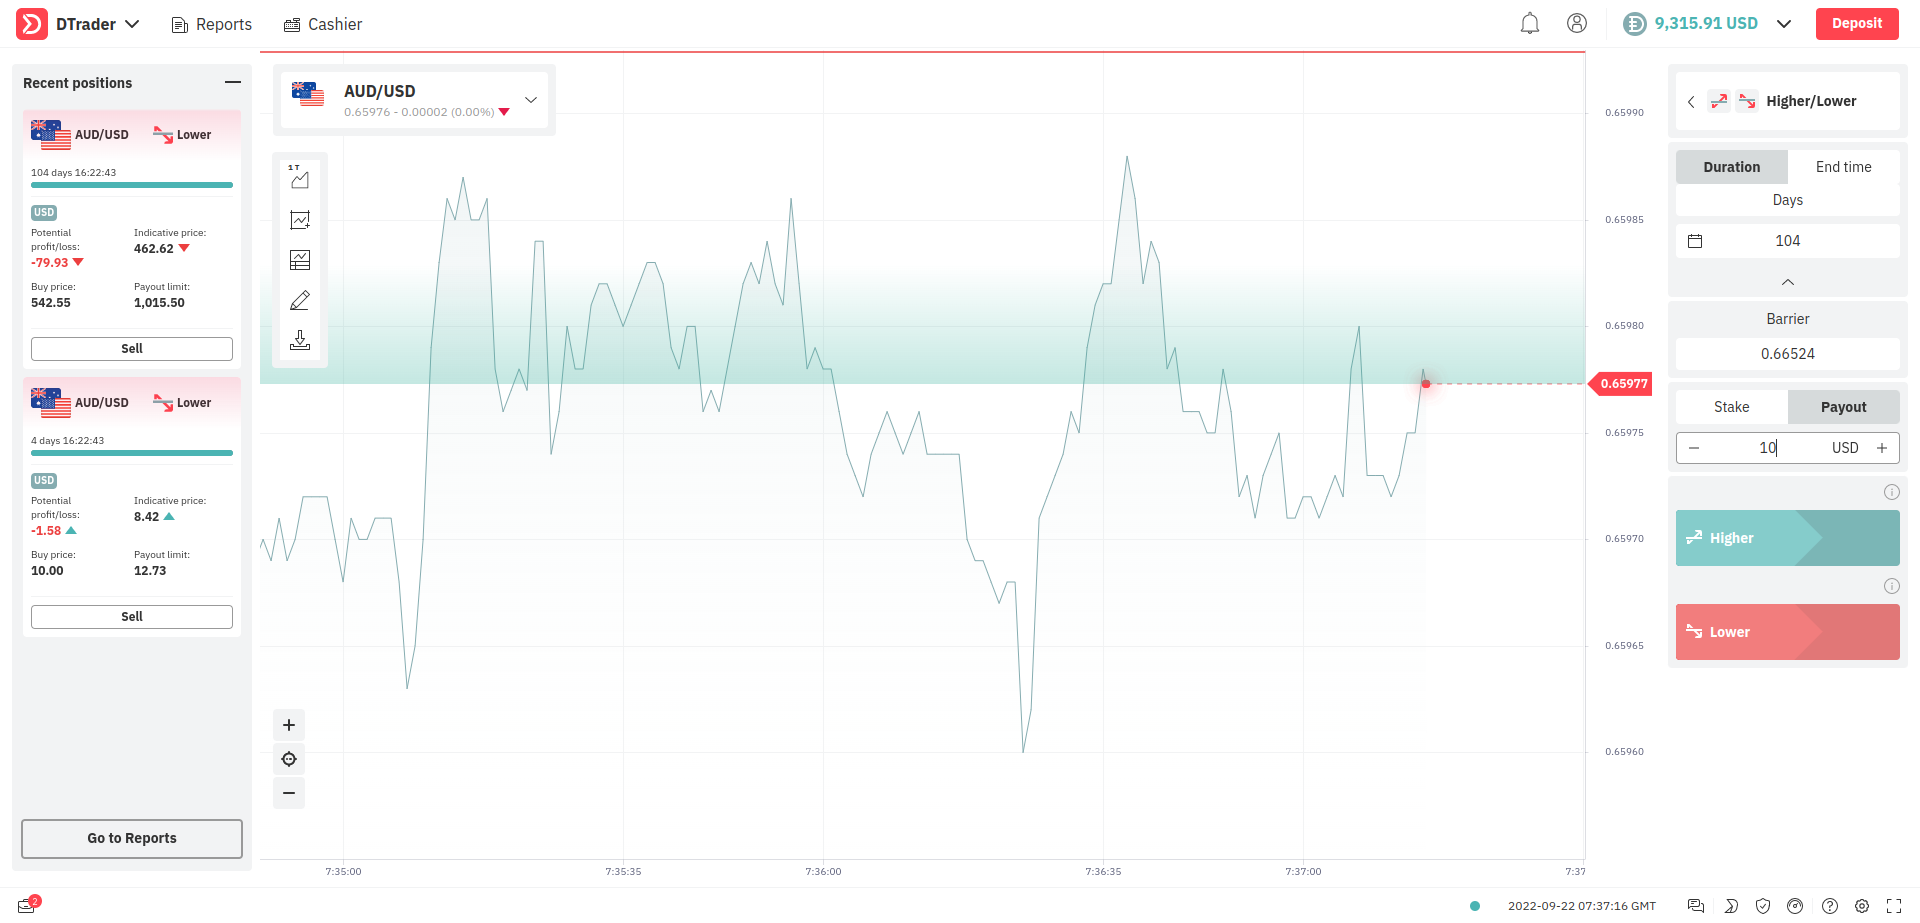 DTrader
Reports
Cashier
9,315.91 USD
Deposit
Recent positions
AUD/USD
Lower
104 days 16:22:43
USD
Potential profit/loss:
-79.93
Indicative price:
462.62
Buy price:
542.55
Payout limit:
1,015.50
Sell
AUD/USD
Lower
4 days 16:22:43
USD
Potential profit/loss:
-1.58
Indicative price:
8.42
Buy price:
10.00
Payout limit:
12.73
Sell
Go to Reports
2
AUD/USD
0.65976 - 0.00002 (0.00%)
1 T
0.65990
0.65985
0.65980
0.65977
0.65975
0.65970
0.65965
0.65960
7:35:00
7:35:35
7:36:00
7:36:35
7:37:00
7:37
Higher/Lower
Duration
End time
Days
104
Barrier
0.66524
Stake
Payout
10
USD
Higher
Lower
2022-09-22 07:37:16 GMT